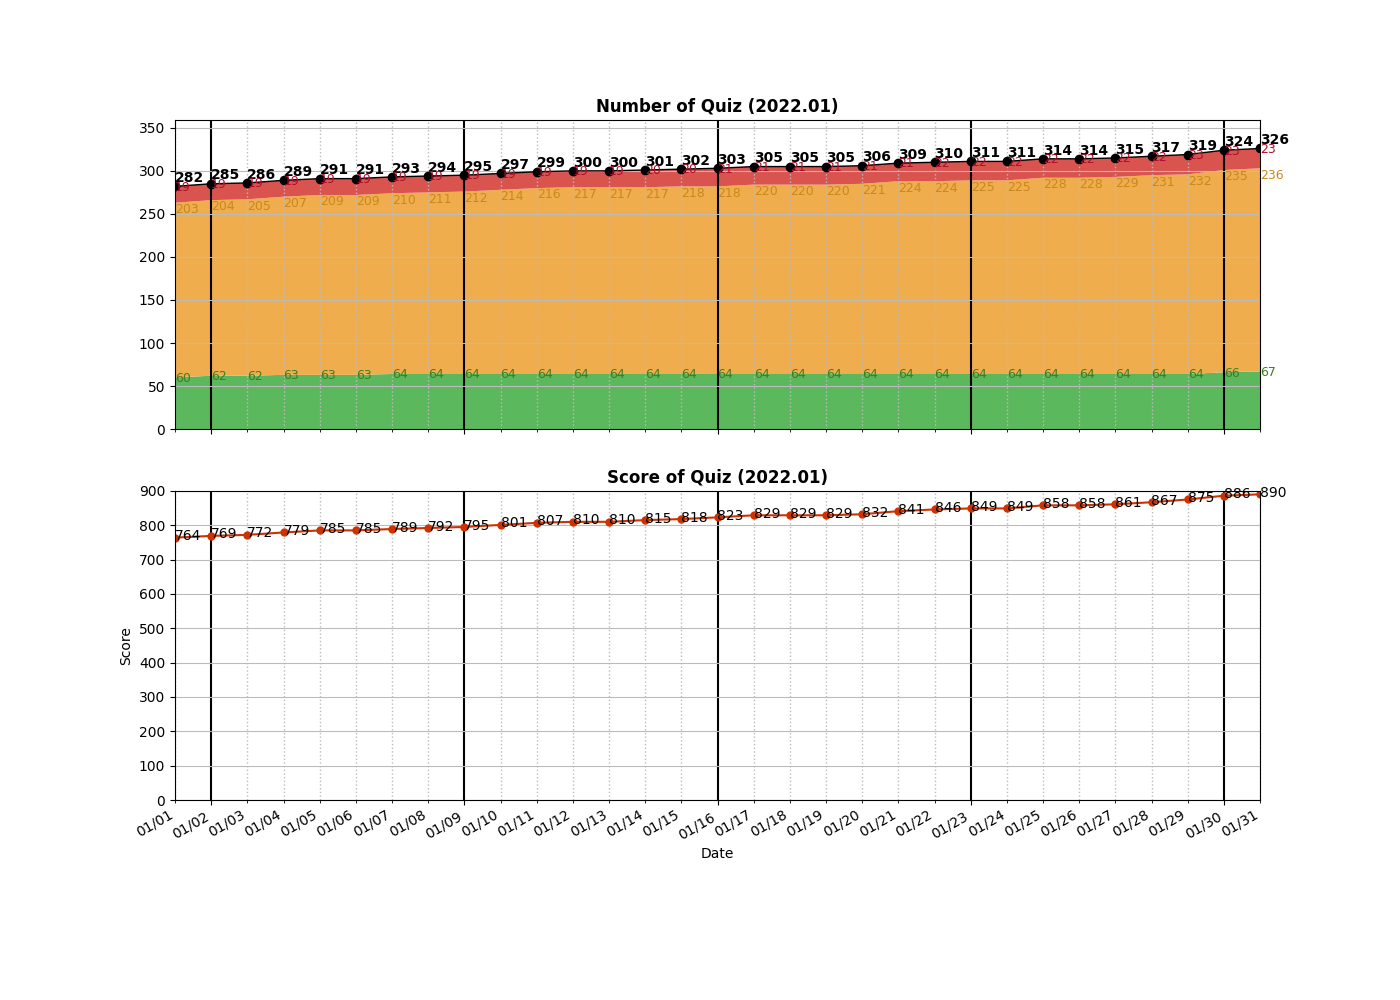 Number of Quiz (2022.01)
350
300
250
200
150
100
50
0
282 285 286 289 291 291 293 294 295 297 299 300 300 301 302 303 305 305 305 306 309 310 311 311 314 314 315 317 319 324 326
23
203 204 205 207 209 209 210 211 212 214 216 217 217 217 218 218 220 220 220 221 224 224 225 225 228 228 229 231 232 235 236
60 62 62 63 63 63 64 64 64 64 64 64 64 64 64 64 64 64 64 64 64 64 64 64 64 64 64 64 64 66 67
Score of Quiz (2022.01)
900
800
700
600
500
400
300
200
100
0
Score
764 769 772 779 785 785 789 792 795 801 807 810 810 815 818 823 829 829 829 832 841 846 849 849 858 858 861 867 875 886 890
01/01 01/02 01/03 01/04 01/05 01/06 01/07 01/08 01/09 01/10 01/11 01/12 01/13 01/14 01/15 01/16 01/17 01/18 01/19 01/20 01/21 01/22 01/23 01/24 01/25 01/26 01/27 01/28 01/29 01/30 01/31
Date